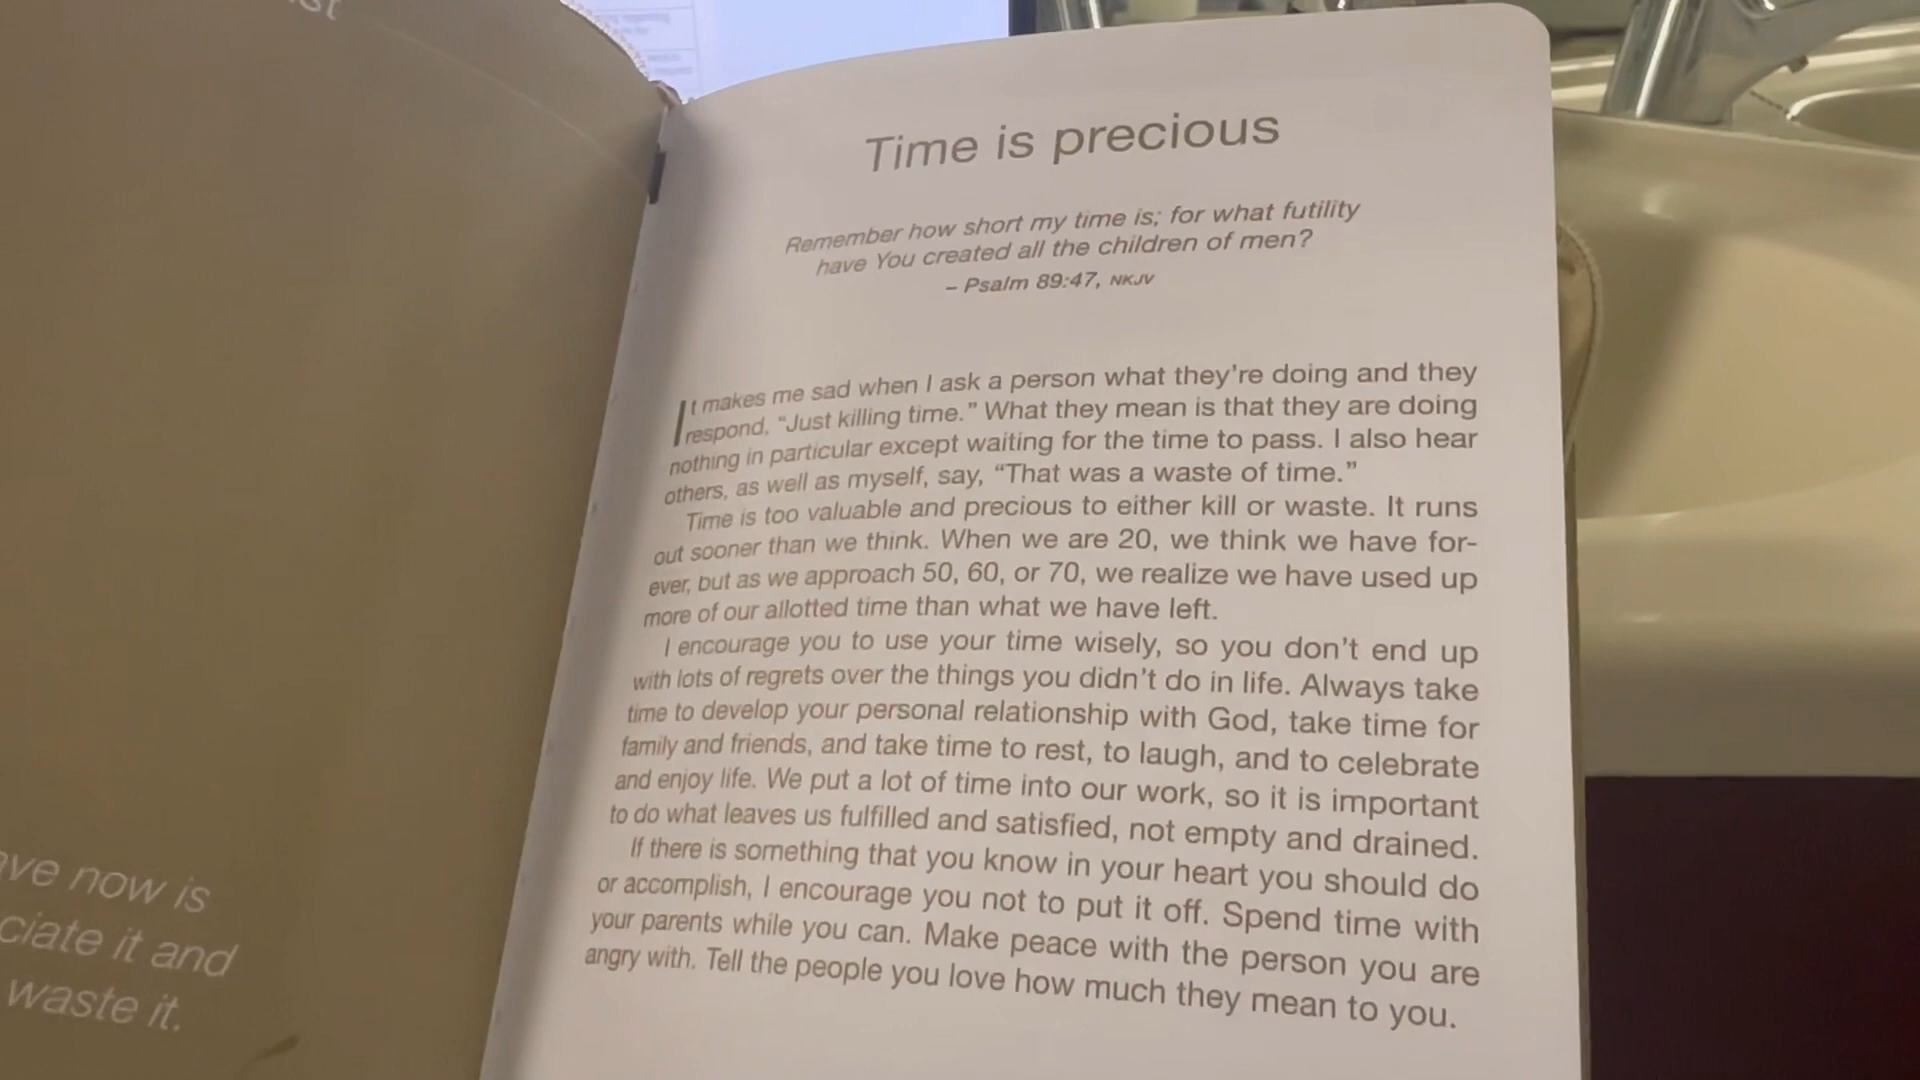 now is
it and
waste it.
Time is precious
Remember how short my time is; for what futility
have You created all the children of men?
– Psalm 89:47, NKJV
It makes me sad when I ask a person what they're doing and they
respond, “Just killing time.” What they mean is that they are doing
nothing in particular except waiting for the time to pass. I also hear
others, as well as myself, say, “That was a waste of time.”
Time is too valuable and precious to either kill or waste. It runs
out sooner than we think. When we are 20, we think we have for-
ever, but as we approach 50, 60, or 70, we realize we have used up
more of our allotted time than what we have left.
I encourage you to use your time wisely, so you don't end up
with lots of regrets over the things you didn't do in life. Always take
time to develop your personal relationship with God, take time for
family and friends, and take time to rest, to laugh, and to celebrate
and enjoy life. We put a lot of time into our work, so it is important
to do what leaves us fulfilled and satisfied, not empty and drained.
If there is something that you know in your heart you should do
or accomplish, I encourage you not to put it off. Spend time with
your parents while you can. Make peace with the person you are
angry with. Tell the people you love how much they mean to you.